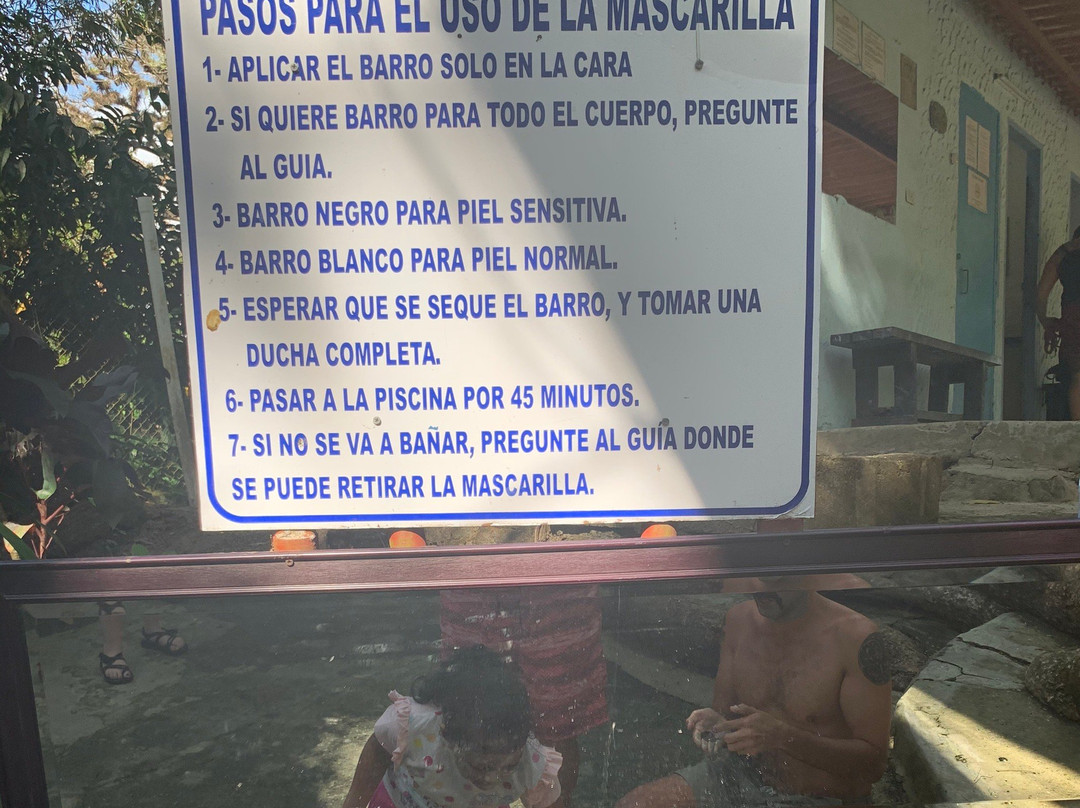 PASOS PARA EL USO DE LA MASCARILLA
1- APLICAR EL BARRO SOLO EN LA CARA
2- SI QUIERE BARRO PARA TODO EL CUERPO, PREGUNTE
AL GUIA.
3- BARRO NEGRO PARA PIEL SENSITIVA.
4- BARRO BLANCO PARA PIEL NORMAL.
5- ESPERAR QUE SE SEQUE EL BARRO, Y TOMAR UNA
DUCHA COMPLETA.
6- PASAR A LA PISCINA POR 45 MINUTOS.
7- SI NO SE VA A BAÑAR, PREGUNTE AL GUIA DONDE
SE PUEDE RETIRAR LA MASCARILLA.